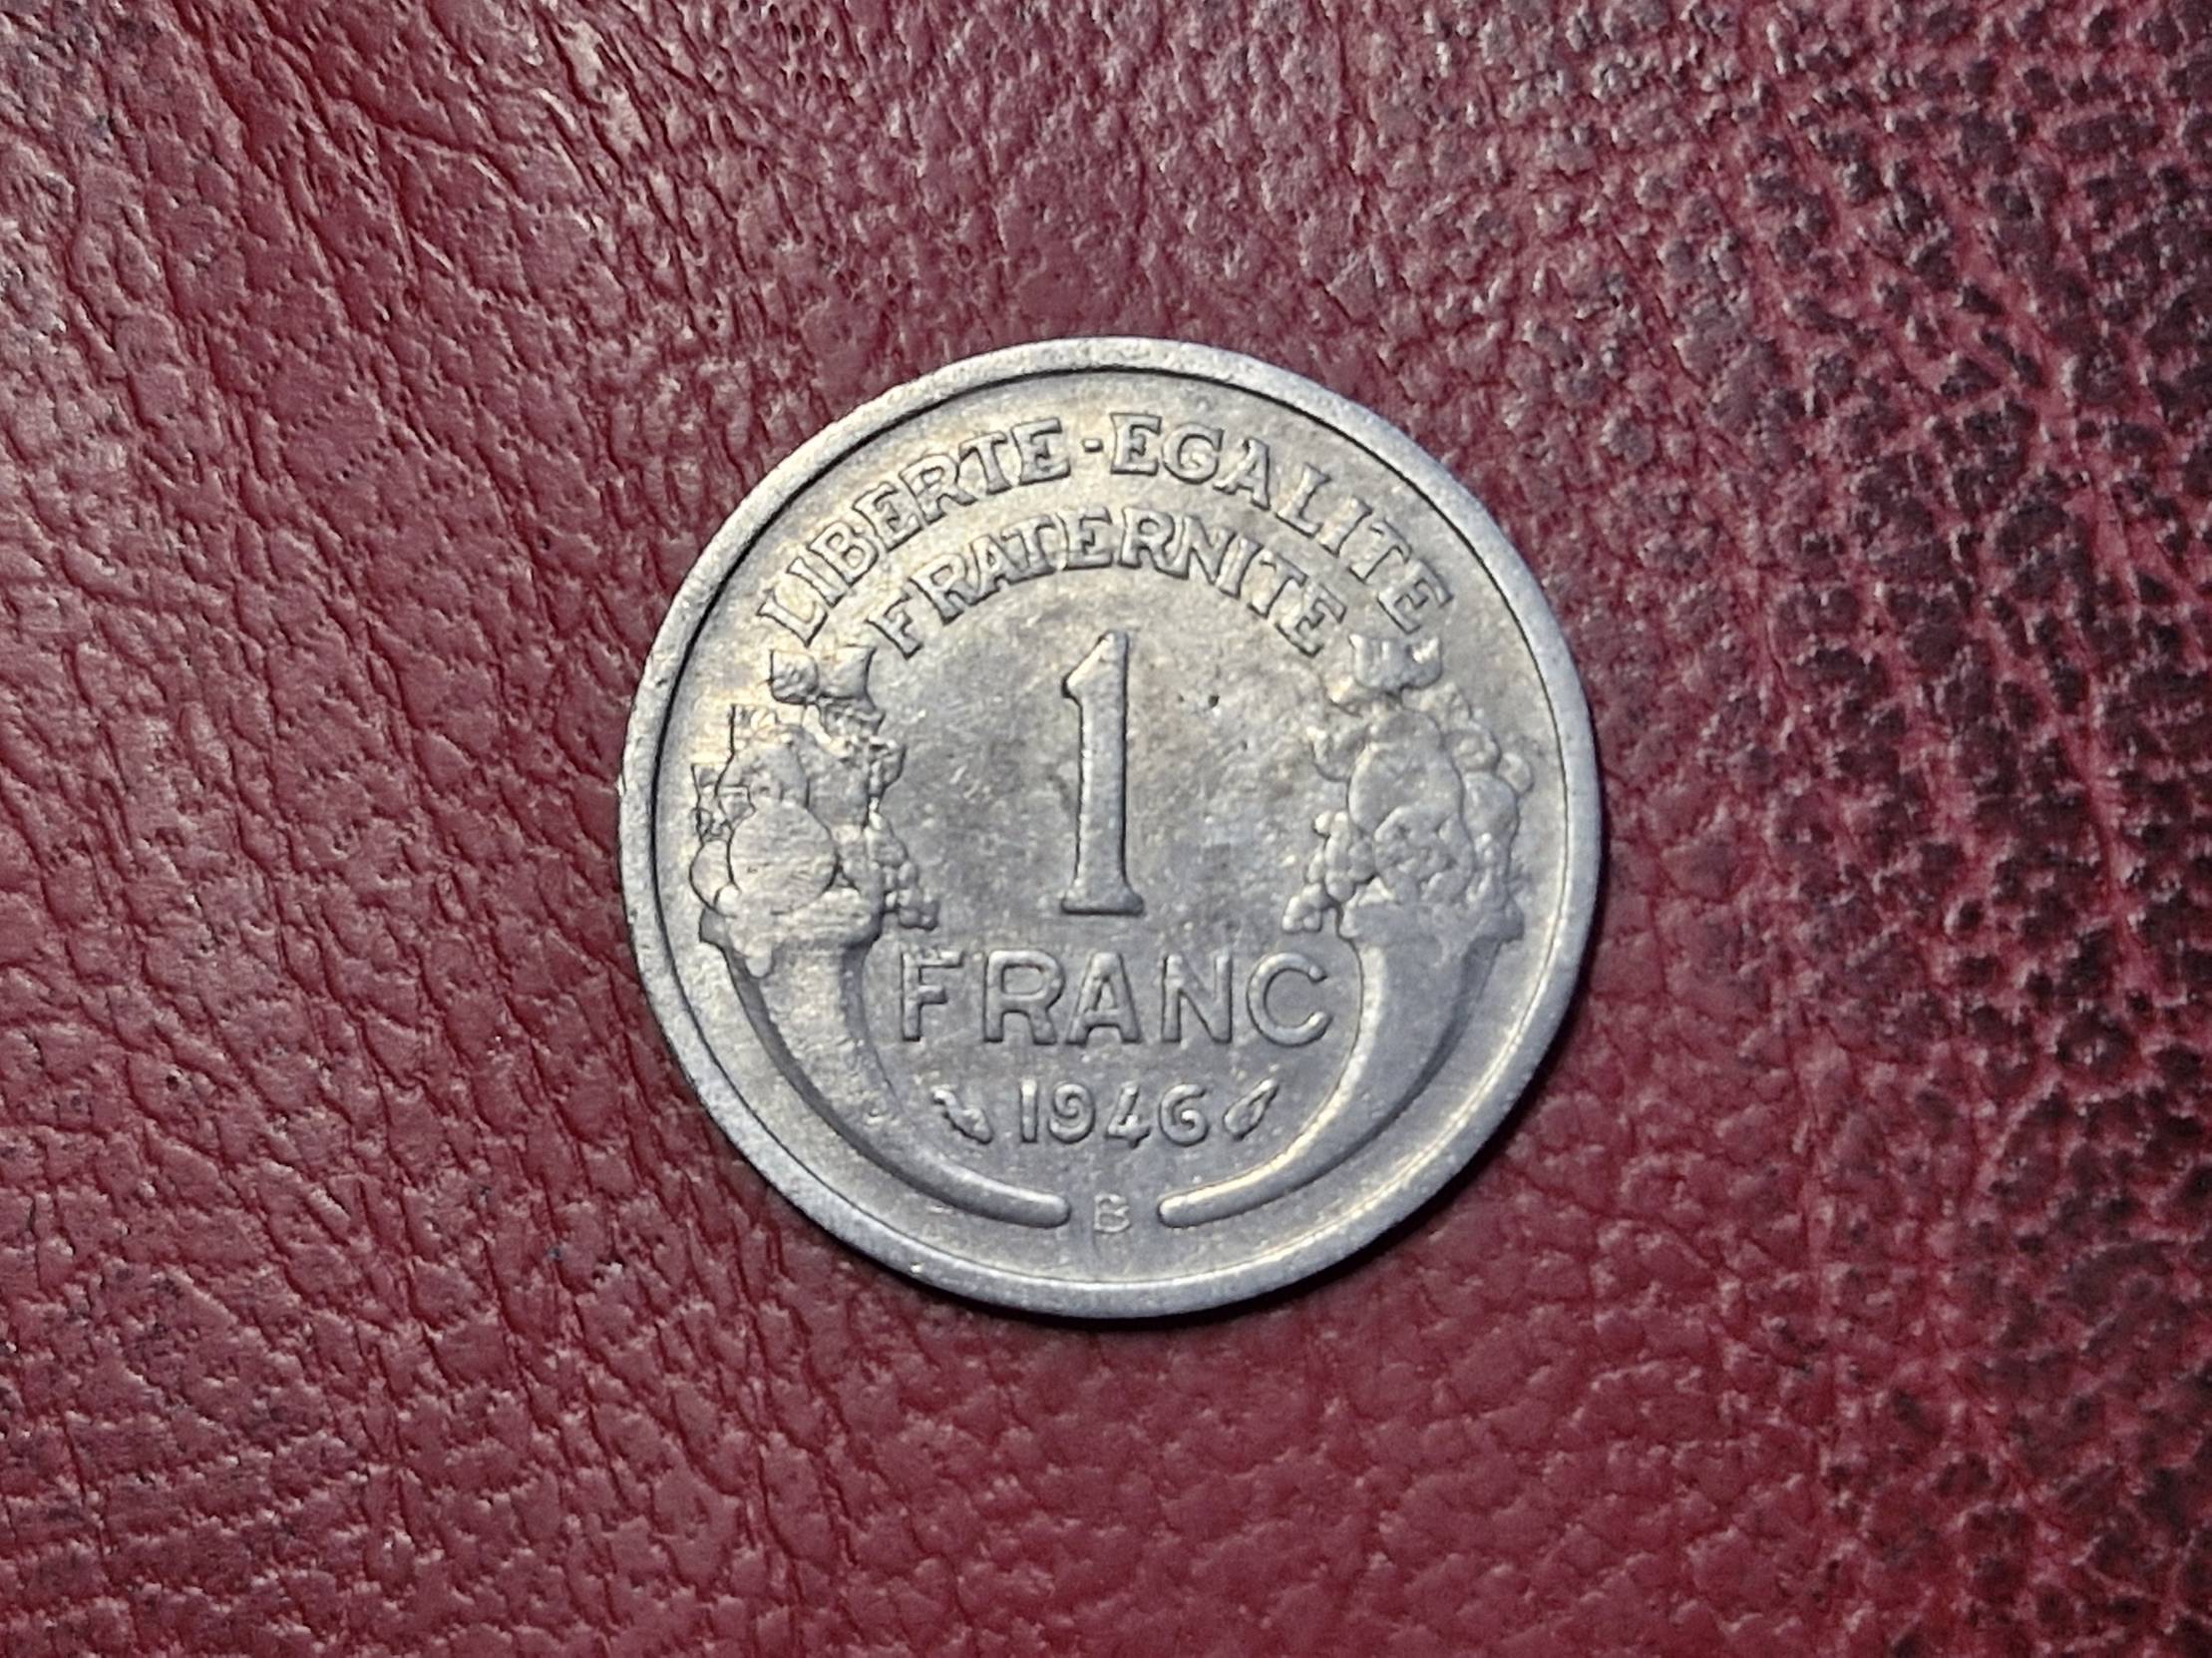 LIBERTE-EGALITE
FRATERNITE
1
FRANC
1946
B